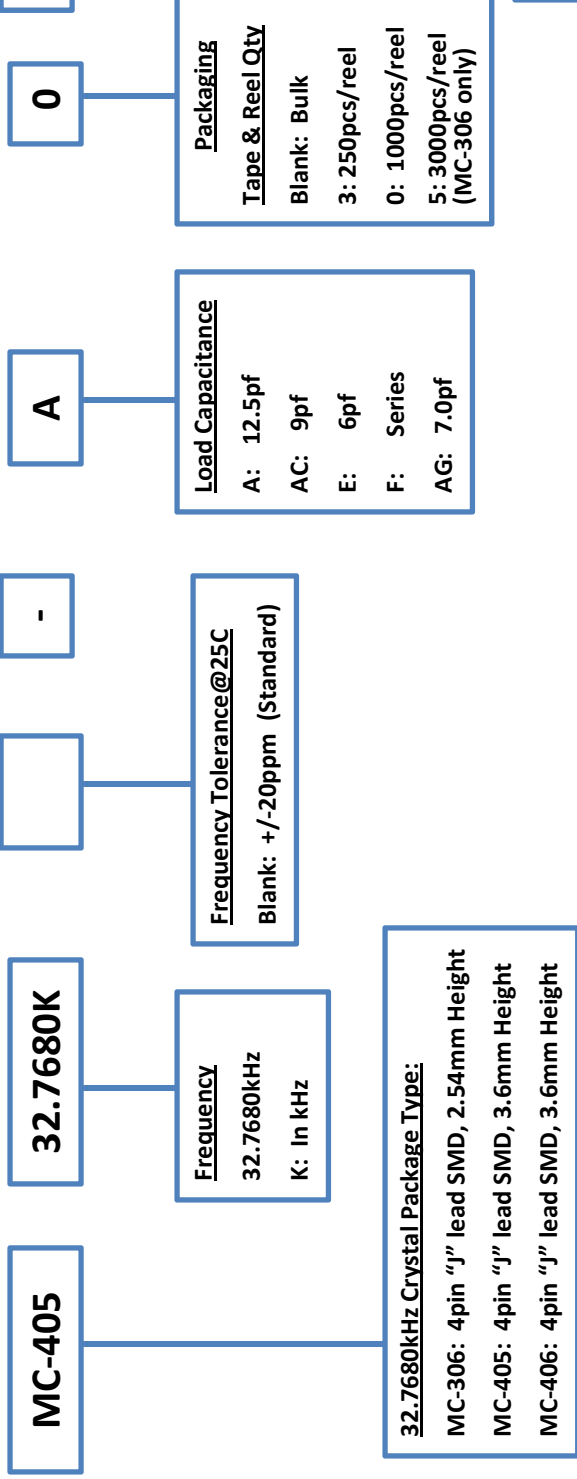 MC-405
32.7680K
-
A
0
32.7680kHz Crystal Package Type:
MC-306: 4pin “J” lead SMD, 2.54mm Height
MC-405: 4pin “J” lead SMD, 3.6mm Height
MC-406: 4pin “J” lead SMD, 3.6mm Height
Frequency
32.7680kHz
K: In kHz
Frequency Tolerance@25C
Blank: +/-20ppm (Standard)
Load Capacitance
A: 12.5pf
AC: 9pf
E: 6pf
F: Series
AG: 7.0pf
Packaging
Tape & Reel Qty
Blank: Bulk
3: 250pcs/reel
0: 1000pcs/reel
5: 3000pcs/reel
(MC-306 only)